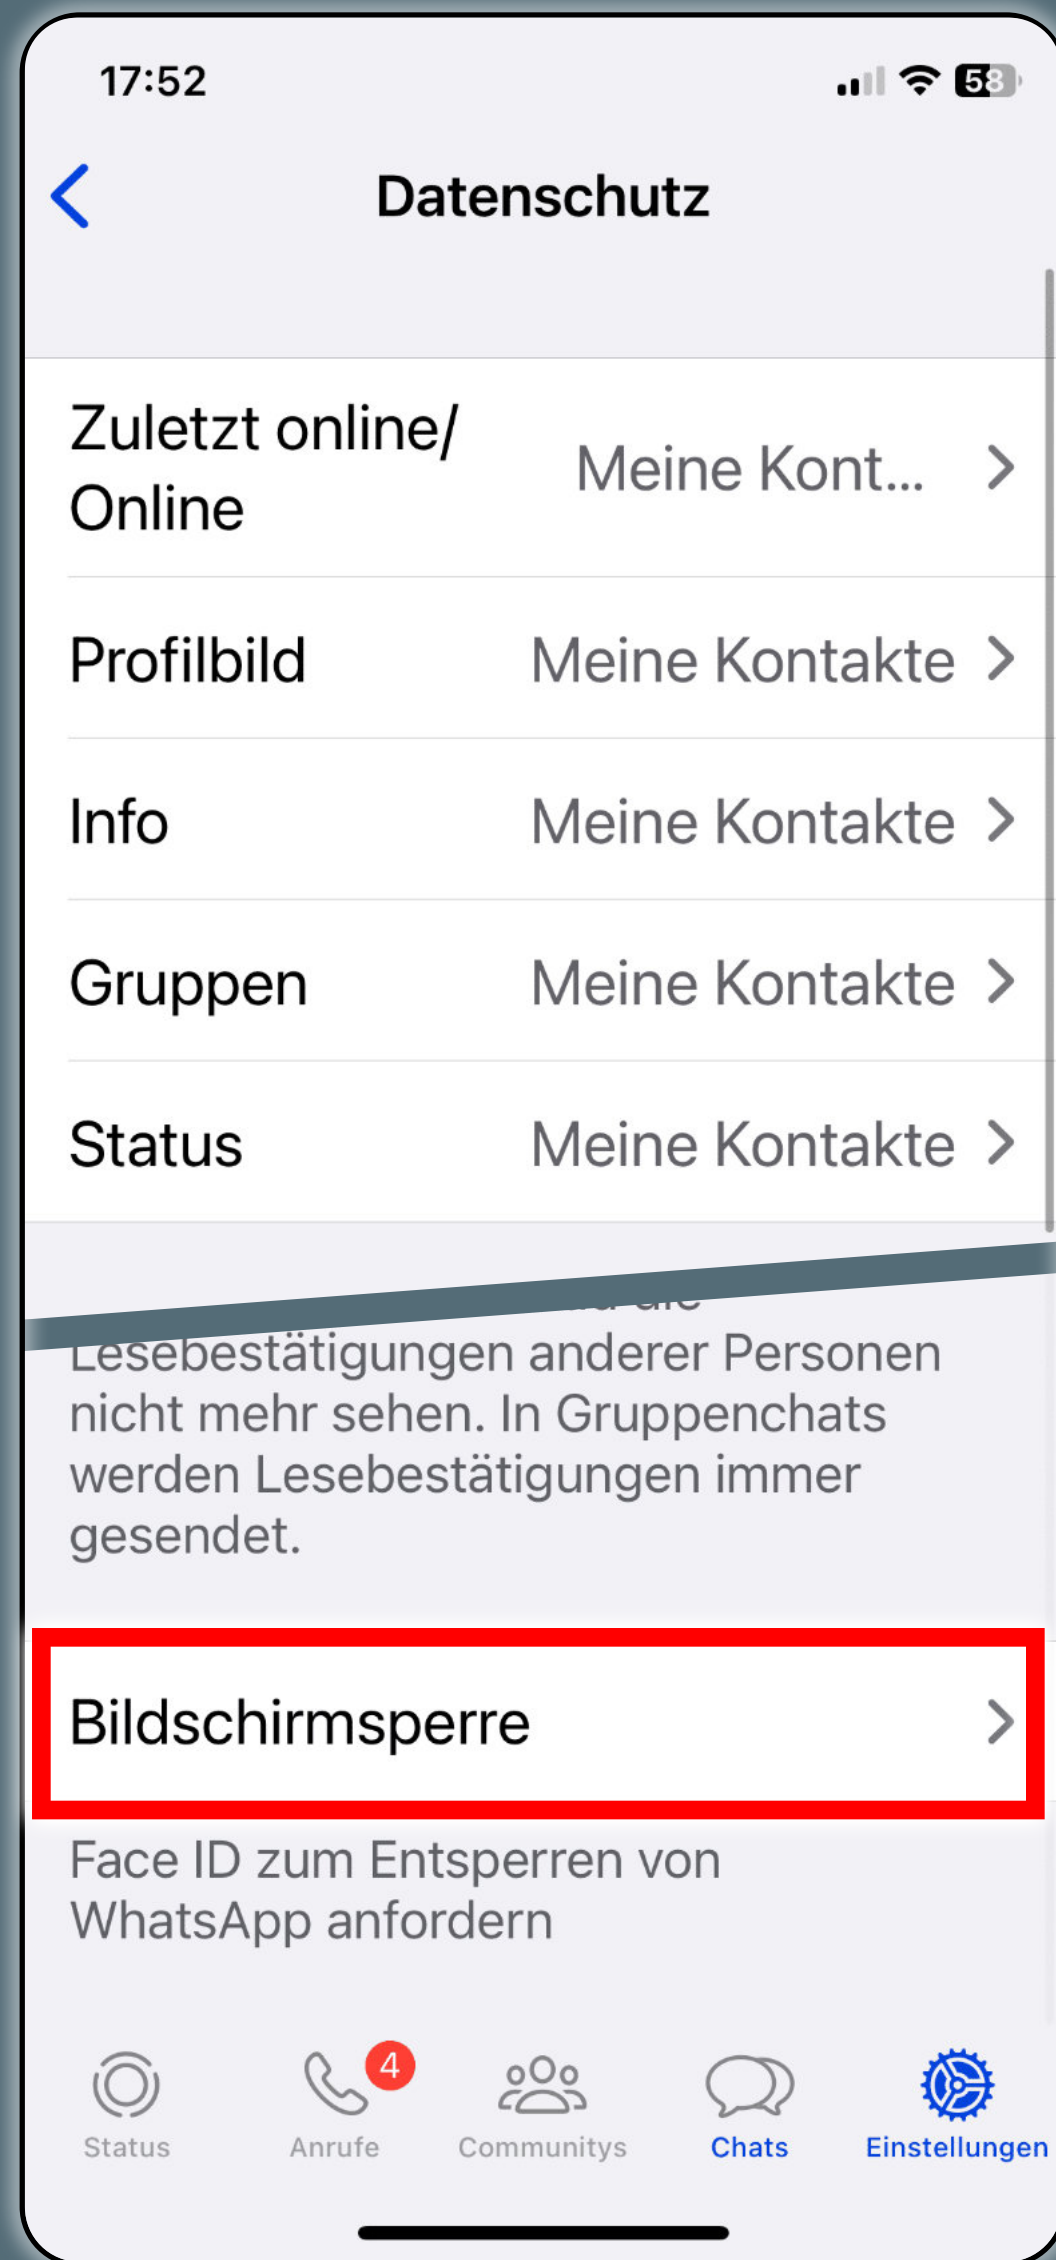 17:52
58
Datenschutz
Zuletzt online/
Online
Meine Kont...
Profilbild Meine Kontakte
Info Meine Kontakte
Gruppen Meine Kontakte
Status Meine Kontakte
die
Lesebestätigungen anderer Personen
nicht mehr sehen. In Gruppenchats
werden Lesebestätigungen immer
gesendet.
Bildschirmsperre
Face ID zum Entsperren von
WhatsApp anfordern
4
Status Anrufe Communitys Chats Einstellungen